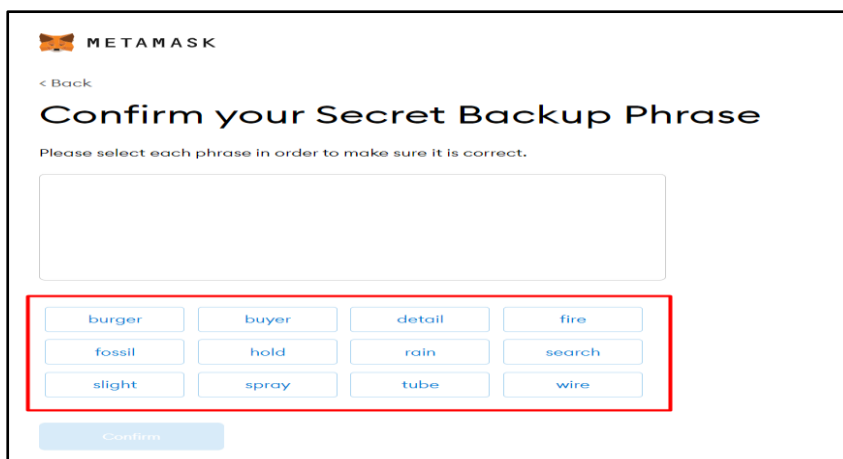 METAMASK
< Back
Confirm your Secret Backup Phrase
Please select each phrase in order to make sure it is correct.
burger buyer detail fire
fossil hold rain search
slight spray tube wire
Confirm